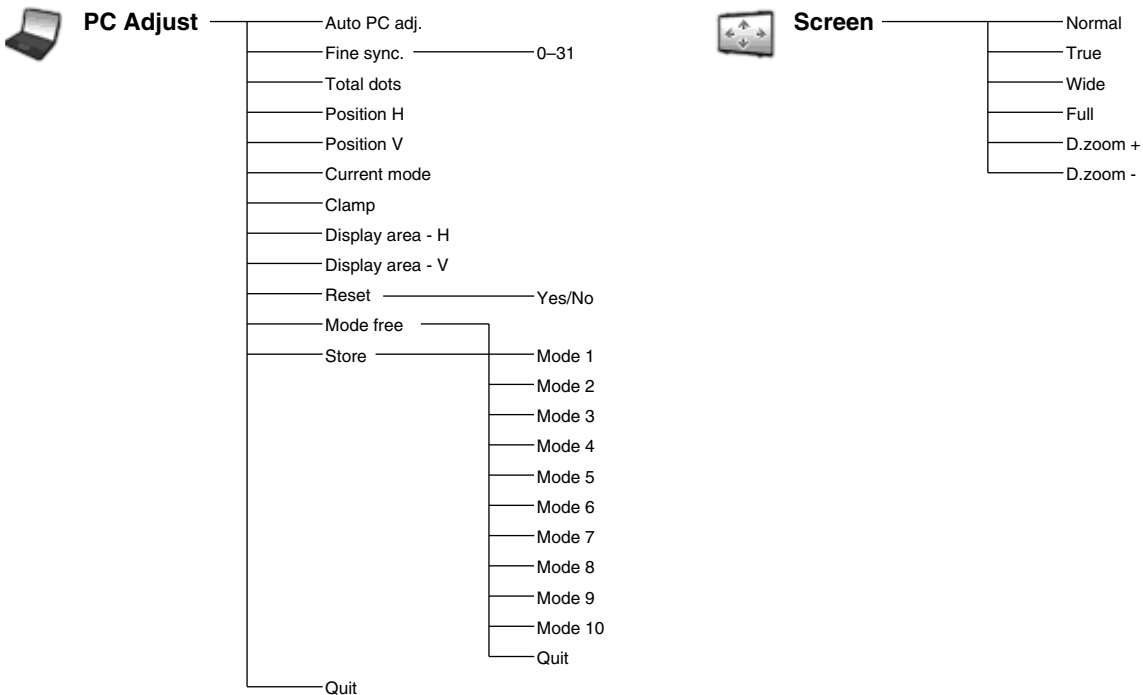 PC Adjust
Auto PC adj.
Fine sync.
0–31
Total dots
Position H
Position V
Current mode
Clamp
Display area - H
Display area - V
Reset
Yes/No
Mode free
Store
Mode 1
Mode 2
Mode 3
Mode 4
Mode 5
Mode 6
Mode 7
Mode 8
Mode 9
Mode 10
Quit
Quit
Screen
Normal
True
Wide
Full
D.zoom +
D.zoom -